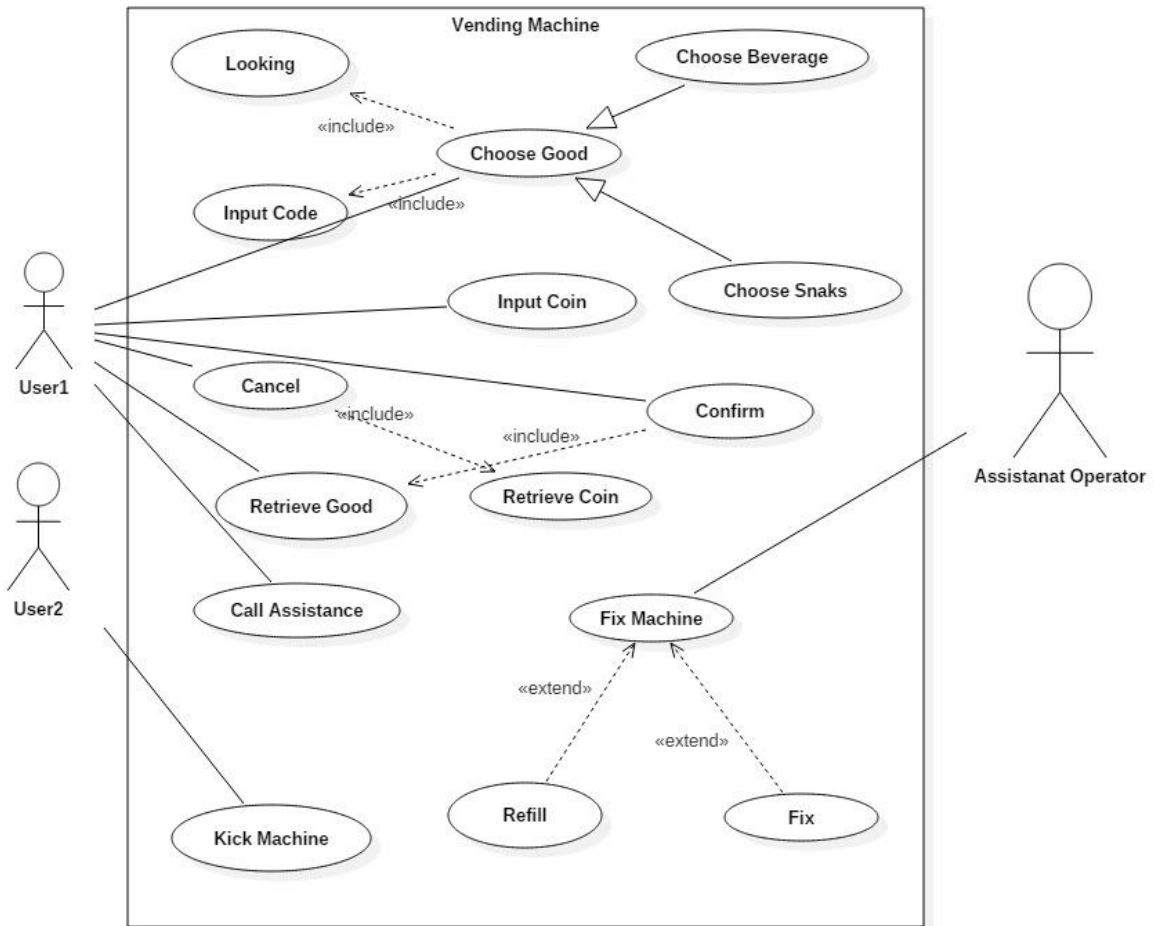 Vending Machine
Looking
Choose Beverage
«include»
Choose Good
Input Code
«include»
Choose Snaks
Input Coin
User1
Cancel
Confirm
«include»
«include»
Retrieve Good
Retrieve Coin
Assistanat Operator
User2
Call Assistance
Fix Machine
«extend»
«extend»
Refill
Fix
Kick Machine